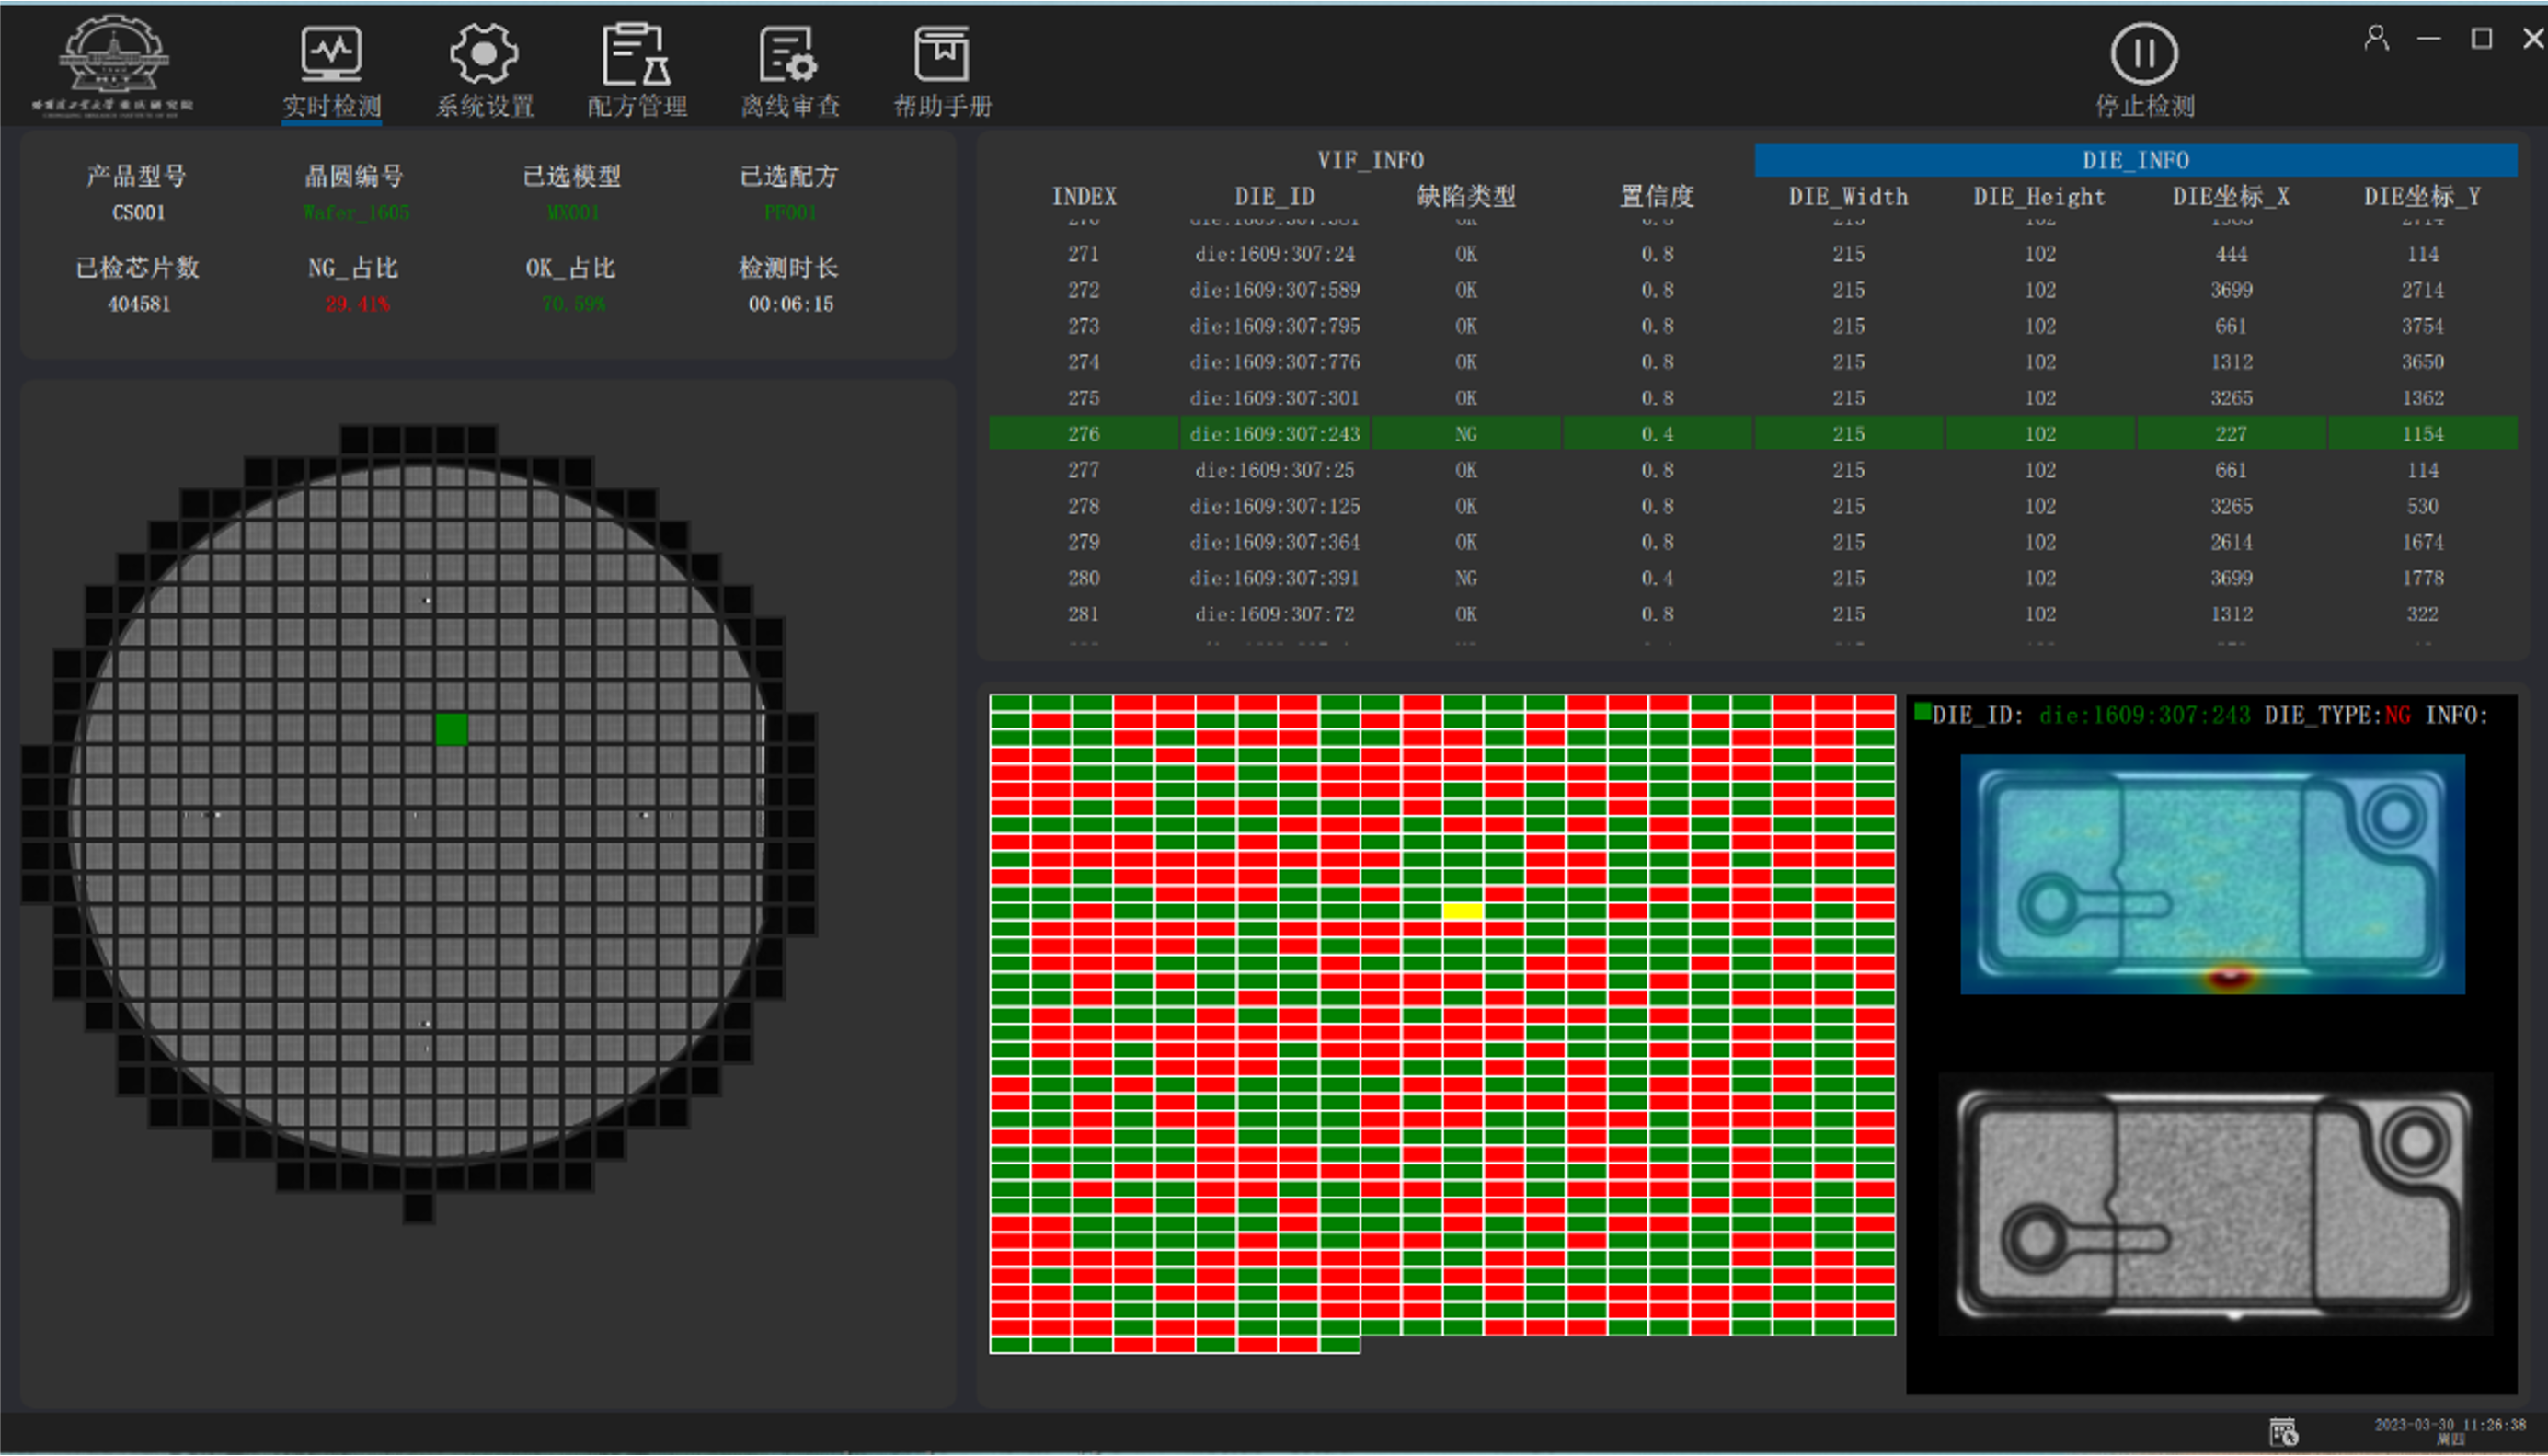 实时检测 系统设置 配方管理 离线审查 帮助手册 停止检测
产品型号 晶圆编号 已选模型 已选配方
CS001 Wafer_1605 MX001 PF001
已检芯片数 NG_占比 OK_占比 检测时长
404581 29.41% 70.59% 00:06:15
VIF_INFO DIE_INFO
INDEX DIE_ID 缺陷类型 置信度 DIE_Width DIE_Height DIE坐标_X DIE坐标_Y
271 die:1609:307:24 OK 0.8 215 102 444 114
272 die:1609:307:589 OK 0.8 215 102 3699 2714
273 die:1609:307:795 OK 0.8 215 102 661 3754
274 die:1609:307:776 OK 0.8 215 102 1312 3650
275 die:1609:307:301 OK 0.8 215 102 3265 1362
276 die:1609:307:243 NG 0.4 215 102 227 1154
277 die:1609:307:25 OK 0.8 215 102 661 114
278 die:1609:307:125 OK 0.8 215 102 3265 530
279 die:1609:307:364 OK 0.8 215 102 2614 1674
280 die:1609:307:391 NG 0.4 215 102 3699 1778
281 die:1609:307:72 OK 0.8 215 102 1312 322
DIE_ID: die:1609:307:243 DIE_TYPE:NG INFO:
2023-03-30 11:26:38
周四